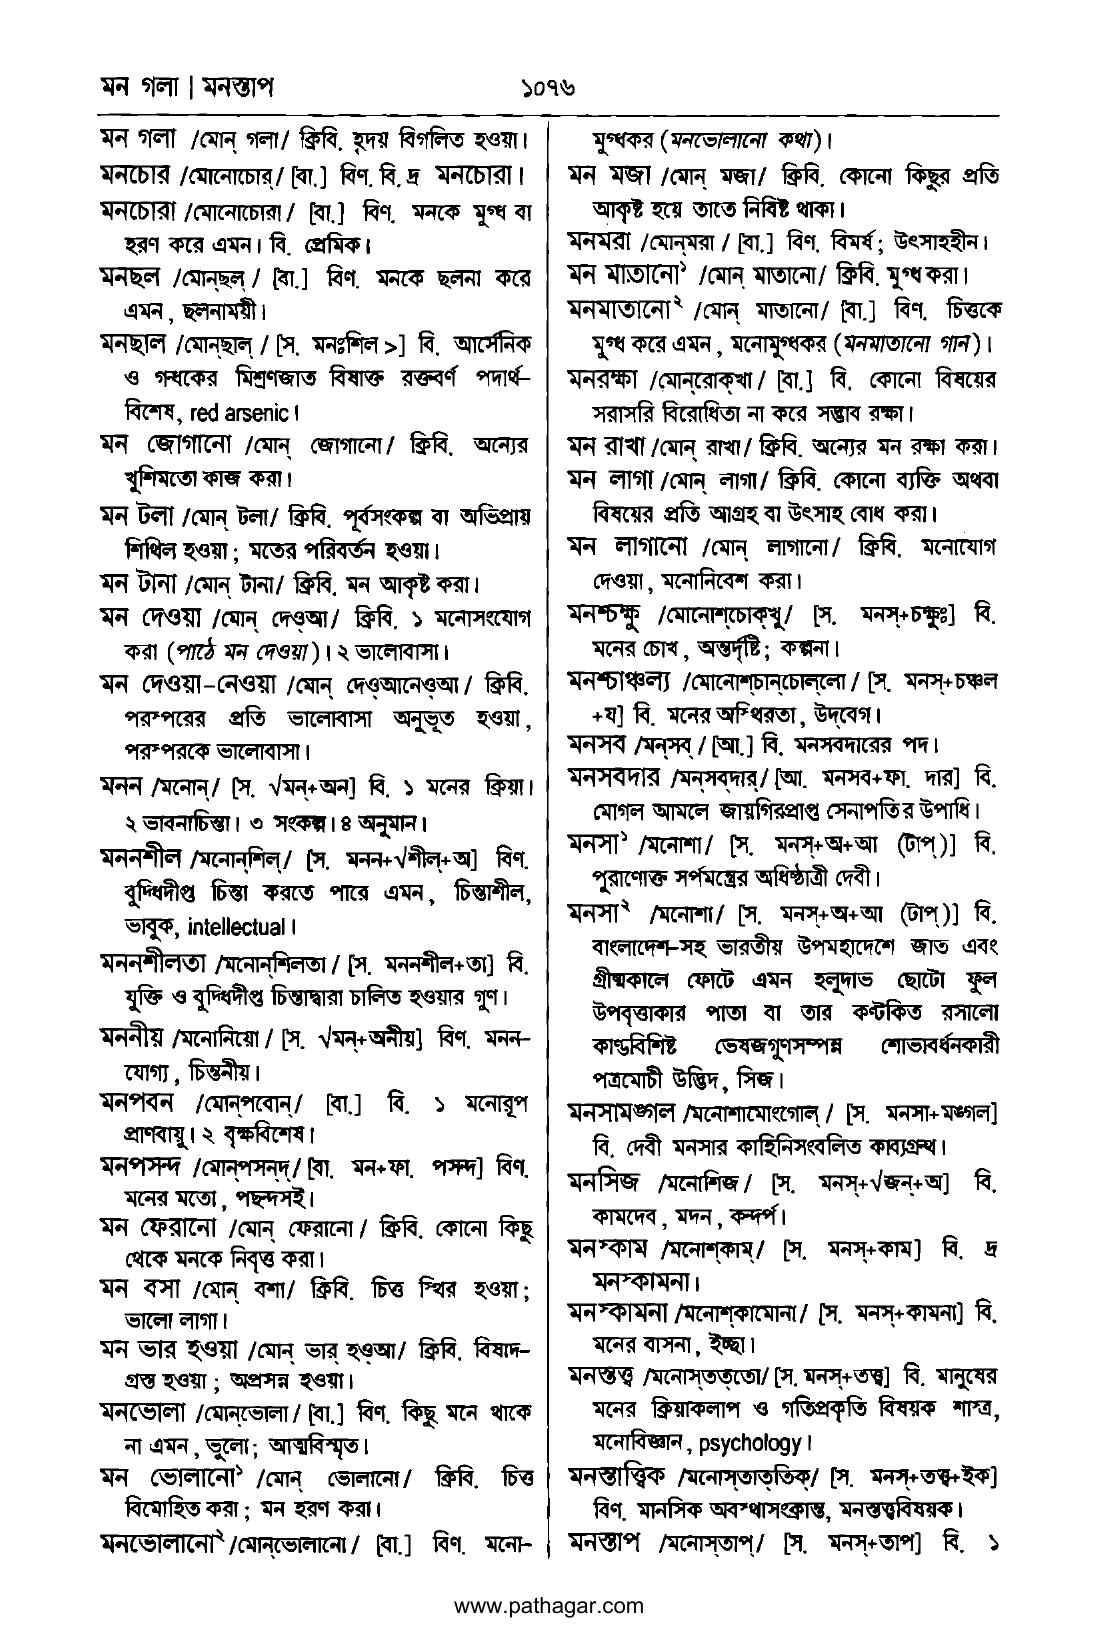 মন গলা | মনস্তাপ
১০৭৬
মন গলা /মোন্ গলা/ ক্রিবি. হৃদয় বিগলিত হওয়া।
মনচোর /মোনোচোর্/ [বা.] বিণ. বি. দ্র মনচোরা।
মনচোরা /মোনোচোরা/ [বা.] বিণ. মনকে মুগ্ধ বা
হরণ করে এমন। বি. প্রেমিক।
মনছল /মোন্‌ছল্/ [বা.] বিণ. মনকে ছলনা করে
এমন, ছলনাময়ী।
মনছাল /মোন্‌ছাল্/ [স. মনঃশিল >] বি. আর্সেনিক
ও গন্ধকের মিশ্রণজাত বিষাক্ত রক্তবর্ণ পদার্থ-
বিশেষ, red arsenic।
মন জোগানো /মোন্ জোগানো/ ক্রিবি. অন্যের
খুশিমতো কাজ করা।
মন টলা /মোন্ টলা/ ক্রিবি. পূর্বসংকল্প বা অভিপ্রায়
শিথিল হওয়া; মতের পরিবর্তন হওয়া।
মন টানা /মোন্ টানা/ ক্রিবি. মন আকৃষ্ট করা।
মন দেওয়া /মোন্ দেও্আ/ ক্রিবি. ১ মনোসংযোগ
করা (পাঠে মন দেওয়া)। ২ ভালোবাসা।
মন দেওয়া-নেওয়া /মোন্ দেও্আনেও্আ/ ক্রিবি.
পরস্পরের প্রতি ভালোবাসা অনুভূত হওয়া,
পরস্পরকে ভালোবাসা।
মনন /মনোন্/ [স. √মন্+অন] বি. ১ মনের ক্রিয়া।
২ ভাবনাচিন্তা। ৩ সংকল্প। ৪ অনুমান।
মননশীল /মনোন্‌শিল্/ [স. মনন+√শীল্+অ] বিণ.
বুদ্ধিদীপ্ত চিন্তা করতে পারে এমন, চিন্তাশীল,
ভাবুক, intellectual।
মননশীলতা /মনোন্‌শিলতা/ [স. মননশীল+তা] বি.
যুক্তি ও বুদ্ধিদীপ্ত চিন্তাদ্বারা চালিত হওয়ার গুণ।
মননীয় /মনোনিয়ো/ [স. √মন্+অনীয়] বিণ. মনন-
যোগ্য, চিন্তনীয়।
মনপবন /মোন্‌পবোন্/ [বা.] বি. ১ মনোরূপ
প্রাণবায়ু। ২ বৃক্ষবিশেষ।
মনপসন্দ /মোন্‌পসন্‌দ্/ [বা. মন+ফা. পসন্দ] বিণ.
মনের মতো, পছন্দসই।
মন ফেরানো /মোন্ ফেরানো/ ক্রিবি. কোনো কিছু
থেকে মনকে নিবৃত্ত করা।
মন বসা /মোন্ বশা/ ক্রিবি. চিত্ত স্থির হওয়া;
ভালো লাগা।
মন ভার হওয়া /মোন্ ভার্ হও্আ/ ক্রিবি. বিষাদ-
গ্রস্ত হওয়া; অপ্রসন্ন হওয়া।
মনভোলা /মোন্‌ভোলা/ [বা.] বিণ. কিছু মনে থাকে
না এমন, ভুলো; আত্মবিস্মৃত।
মন ভোলানো১ /মোন্ ভোলানো/ ক্রিবি. চিত্ত
বিমোহিত করা; মন হরণ করা।
মনভোলানো২ /মোন্‌ভোলানো/ [বা.] বিণ. মনো-
মুগ্ধকর (মনভোলানো কথা)।
মন মজা /মোন্ মজা/ ক্রিবি. কোনো কিছুর প্রতি
আকৃষ্ট হয়ে তাতে নিবিষ্ট থাকা।
মনমরা /মোন্‌মরা/ [বা.] বিণ. বিমর্ষ; উৎসাহহীন।
মন মাতানো১ /মোন্ মাতানো/ ক্রিবি. মুগ্ধ করা।
মনমাতানো২ /মোন্ মাতানো/ [বা.] বিণ. চিত্তকে
মুগ্ধ করে এমন, মনোমুগ্ধকর (মনমাতানো গান)।
মনরক্ষা /মোন্‌রোক্‌খা/ [বা.] বি. কোনো বিষয়ের
সরাসরি বিরোধিতা না করে সদ্ভাব রক্ষা।
মন রাখা /মোন্ রাখা/ ক্রিবি. অন্যের মন রক্ষা করা।
মন লাগা /মোন্ লাগা/ ক্রিবি. কোনো ব্যক্তি অথবা
বিষয়ের প্রতি আগ্রহ বা উৎসাহ বোধ করা।
মন লাগানো /মোন্ লাগানো/ ক্রিবি. মনোযোগ
দেওয়া, মনোনিবেশ করা।
মনশ্চক্ষু /মোনোশ্‌চোক্‌খু/ [স. মনস্+চক্ষুঃ] বি.
মনের চোখ, অন্তর্দৃষ্টি; কল্পনা।
মনশ্চাঞ্চল্য /মোনোশ্‌চান্‌চোল্‌লো/ [স. মনস্+চঞ্চল
+য] বি. মনের অস্থিরতা, উদ্‌বেগ।
মনসব /মন্‌সব্/ [আ.] বি. মনসবদারের পদ।
মনসবদার /মন্‌সব্‌দার্/ [আ. মনসব+ফা. দার] বি.
মোগল আমলে জায়গিরপ্রাপ্ত সেনাপতির উপাধি।
মনসা১ /মনোশা/ [স. মনস্+অ+আ (টাপ্)] বি.
পুরাণোক্ত সর্পমন্ত্রের অধিষ্ঠাত্রী দেবী।
মনসা২ /মনোশা/ [স. মনস্+অ+আ (টাপ্)] বি.
বাংলাদেশ-সহ ভারতীয় উপমহাদেশে জাত এবং
গ্রীষ্মকালে ফোটে এমন হলুদাভ ছোটো ফুল
উপবৃত্তাকার পাতা বা তার কণ্টকিত রসালো
কাণ্ডবিশিষ্ট ভেষজগুণসম্পন্ন শোভাবর্ধনকারী
পত্রমোচী উদ্ভিদ, সিজ।
মনসামঙ্গল /মনোশামোংগোল্/ [স. মনসা+মঙ্গল]
বি. দেবী মনসার কাহিনিসংবলিত কাব্যগ্রন্থ।
মনসিজ /মনোশিজ/ [স. মনস্+√জন্+অ] বি.
কামদেব, মদন, কন্দর্প।
মনস্কাম /মনোশ্‌কাম্/ [স. মনস্+কাম] বি. দ্র
মনস্কামনা।
মনস্কামনা /মনোশ্‌কামোনা/ [স. মনস্+কামনা] বি.
মনের বাসনা, ইচ্ছা।
মনস্তত্ত্ব /মনোস্‌তত্‌তো/ [স. মনস্+তত্ত্ব] বি. মানুষের
মনের ক্রিয়াকলাপ ও গতিপ্রকৃতি বিষয়ক শাস্ত্র,
মনোবিজ্ঞান, psychology।
মনস্তাত্ত্বিক /মনোস্‌তাত্‌তিক্/ [স. মনস্+তত্ত্ব+ইক]
বিণ. মানসিক অবস্থাসংক্রান্ত, মনস্তত্ত্ববিষয়ক।
মনস্তাপ /মনোস্‌তাপ্/ [স. মনস্+তাপ] বি. ১
www.pathagar.com